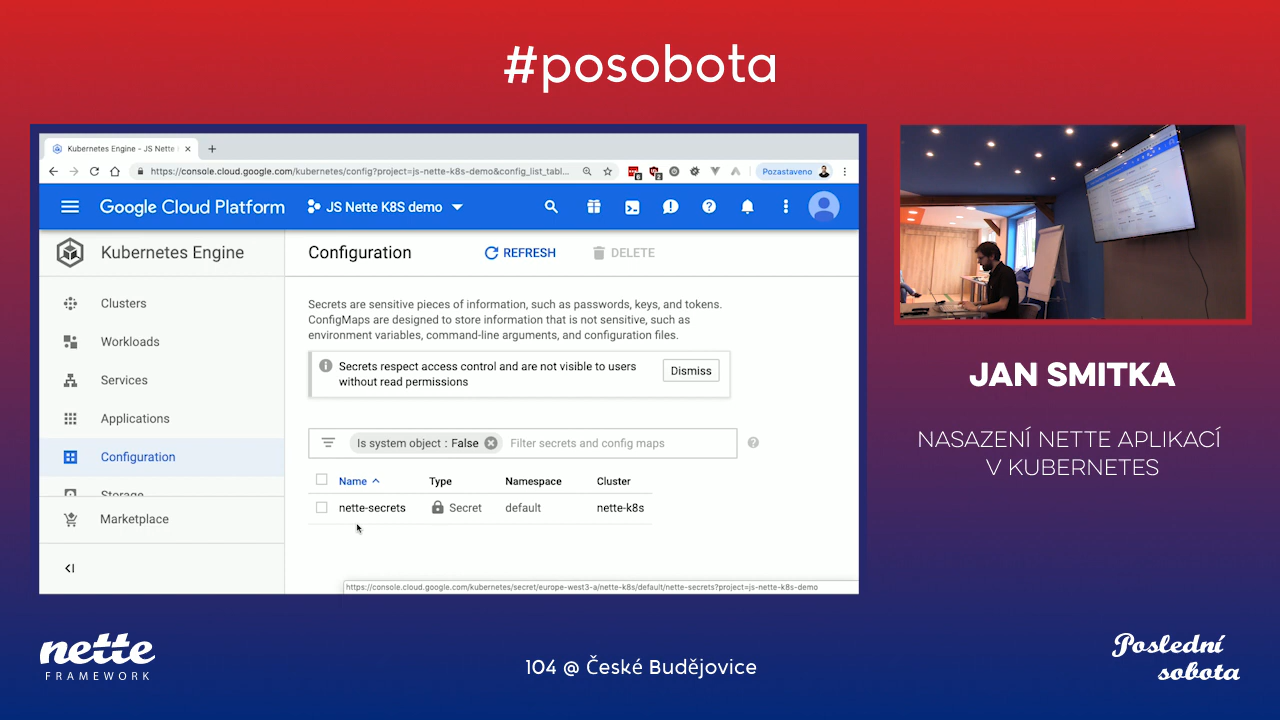 #posobota
Kubernetes Engine - JS Nette
https://console.cloud.google.com/kubernetes/config?project=js-nette-k8s-demo&config_list_tabl...
Pozastaveno
Google Cloud Platform
JS Nette K8S demo
Kubernetes Engine
Configuration
REFRESH
DELETE
Clusters
Workloads
Services
Applications
Configuration
Storage
Marketplace
Secrets are sensitive pieces of information, such as passwords, keys, and tokens.
ConfigMaps are designed to store information that is not sensitive, such as
environment variables, command-line arguments, and configuration files.
Secrets respect access control and are not visible to users
without read permissions
Dismiss
Is system object : False
Filter secrets and config maps
Name Type Namespace Cluster
nette-secrets Secret default nette-k8s
https://console.cloud.google.com/kubernetes/secret/europe-west3-a/nette-k8s/default/nette-secrets?project=js-nette-k8s-demo
JAN SMITKA
NASAZENÍ NETTE APLIKACÍ
V KUBERNETES
nette
FRAMEWORK
104 @ České Budějovice
Poslední
sobota